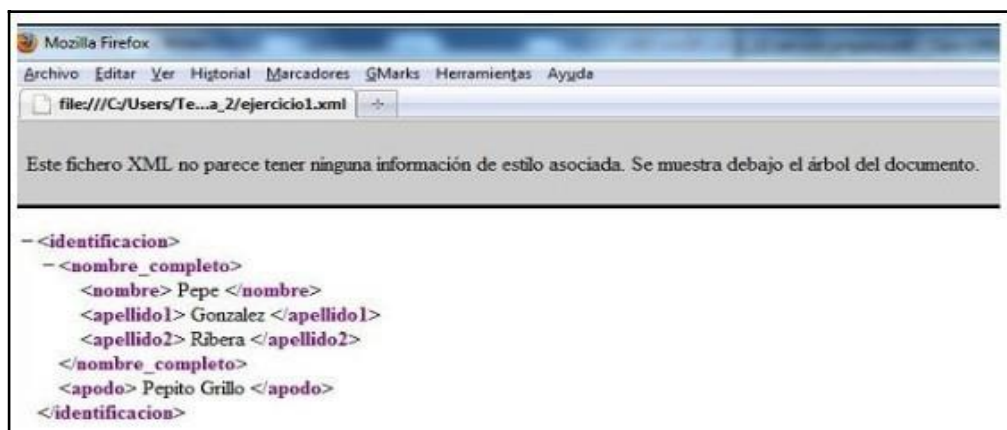 Mozilla Firefox
Archivo Editar Ver Historial Marcadores GMarks Herramientas Ayuda
file:///C:/Users/Te...a_2/ejercicio1.xml
Este fichero XML no parece tener ninguna información de estilo asociada. Se muestra debajo el árbol del documento.
-<identificacion>
-<nombre_completo>
<nombre> Pepe </nombre>
<apellido1> Gonzalez </apellido1>
<apellido2> Ribera </apellido2>
</nombre_completo>
<apodo> Pepito Grillo </apodo>
</identificacion>